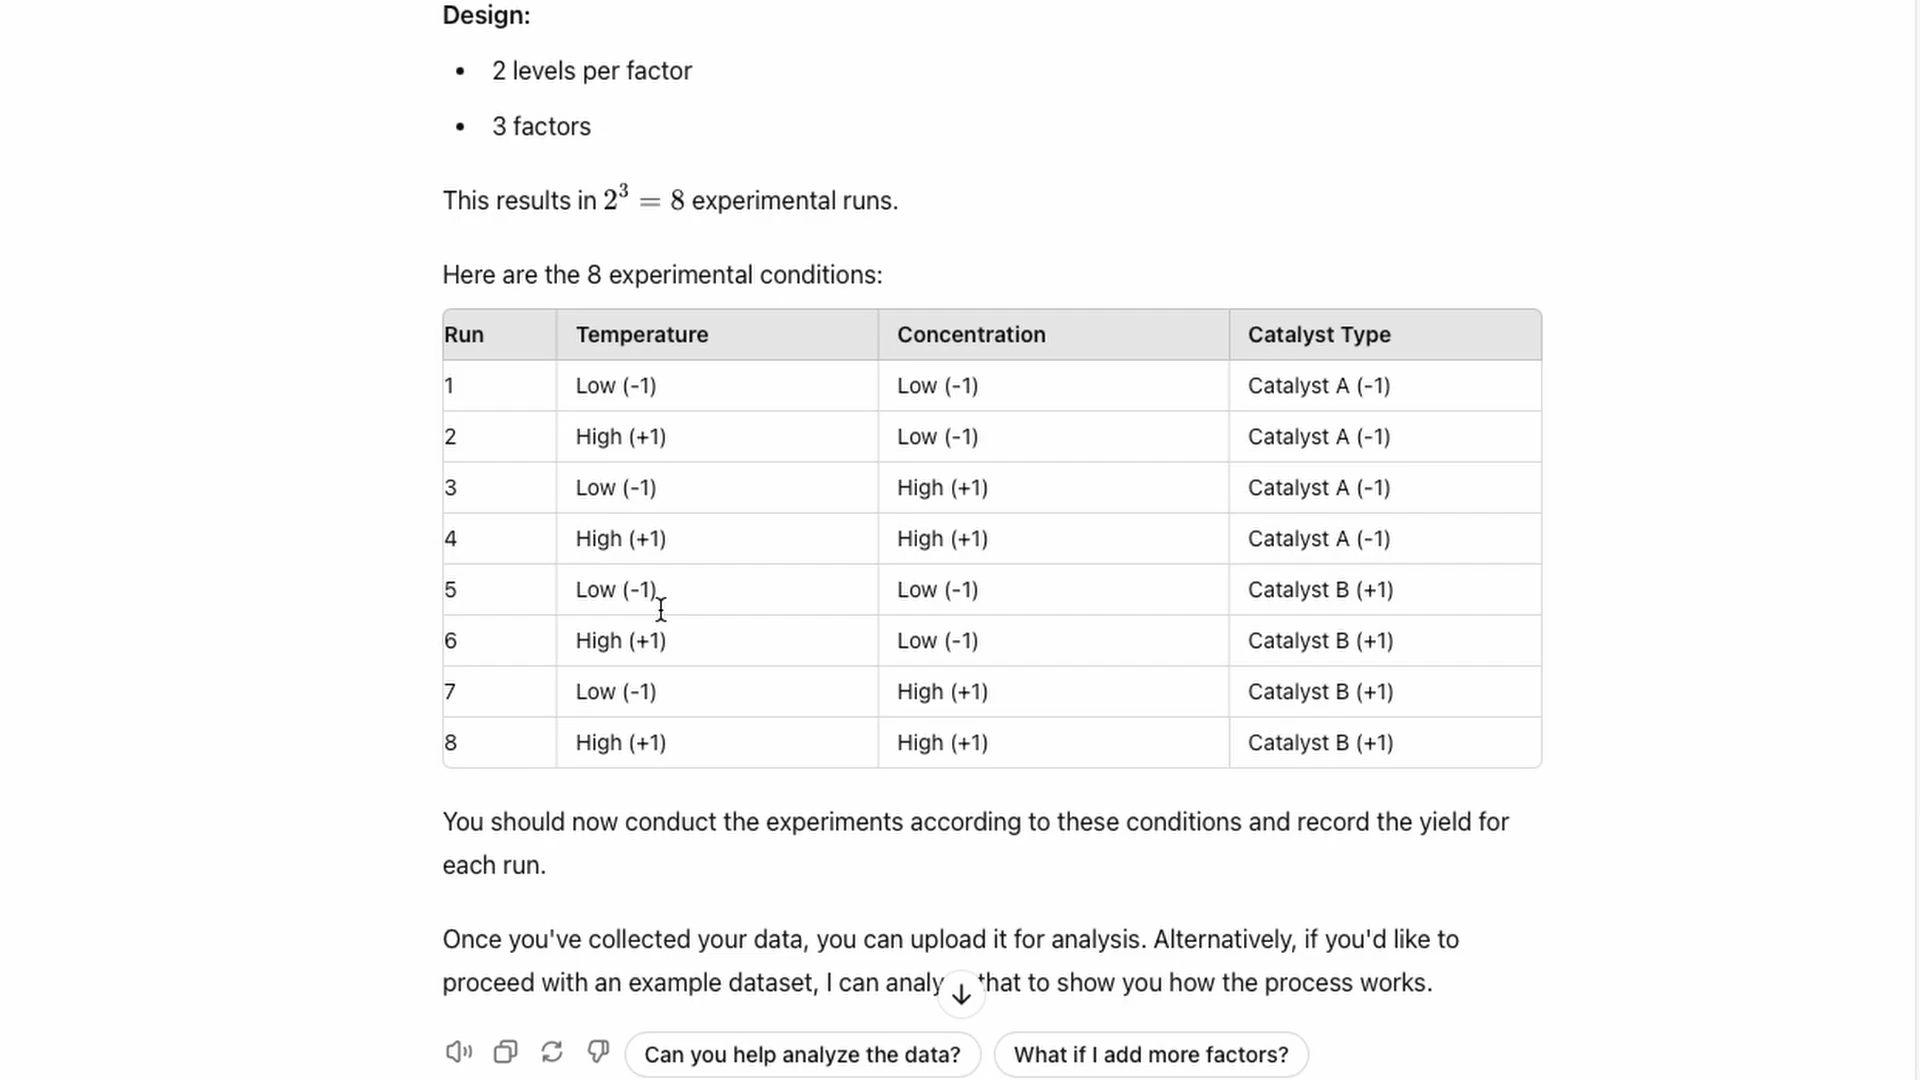 Design:
• 2 levels per factor
• 3 factors
This results in 2³ = 8 experimental runs.
Here are the 8 experimental conditions:
Run Temperature Concentration Catalyst Type
1 Low (-1) Low (-1) Catalyst A (-1)
2 High (+1) Low (-1) Catalyst A (-1)
3 Low (-1) High (+1) Catalyst A (-1)
4 High (+1) High (+1) Catalyst A (-1)
5 Low (-1) Low (-1) Catalyst B (+1)
6 High (+1) Low (-1) Catalyst B (+1)
7 Low (-1) High (+1) Catalyst B (+1)
8 High (+1) High (+1) Catalyst B (+1)
You should now conduct the experiments according to these conditions and record the yield for
each run.
Once you've collected your data, you can upload it for analysis. Alternatively, if you'd like to
proceed with an example dataset, I can analy that to show you how the process works.
Can you help analyze the data? What if I add more factors?